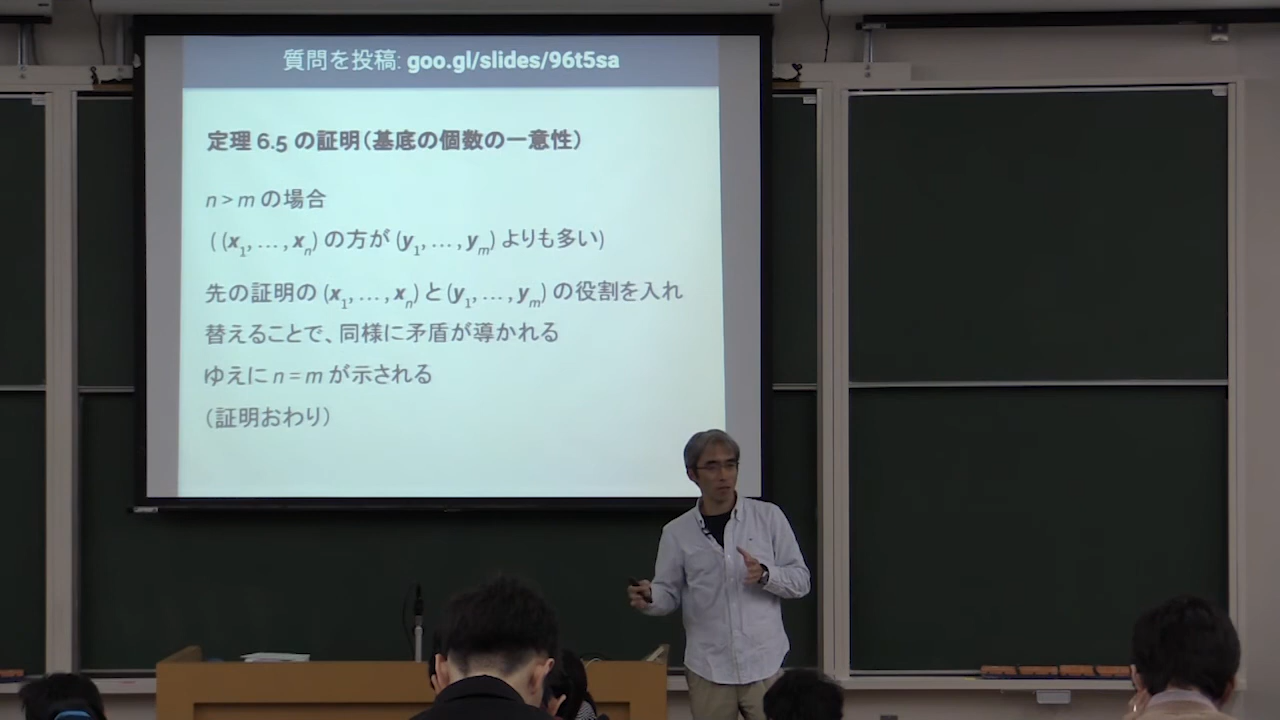 質問を投稿: goo.gl/slides/96t5sa
定理 6.5 の証明（基底の個数の一意性）
n > m の場合
( (x1, … , xn) の方が (y1, … , ym) よりも多い)
先の証明の (x1, … , xn) と (y1, … , ym) の役割を入れ
替えることで、同様に矛盾が導かれる
ゆえに n = m が示される
（証明おわり）